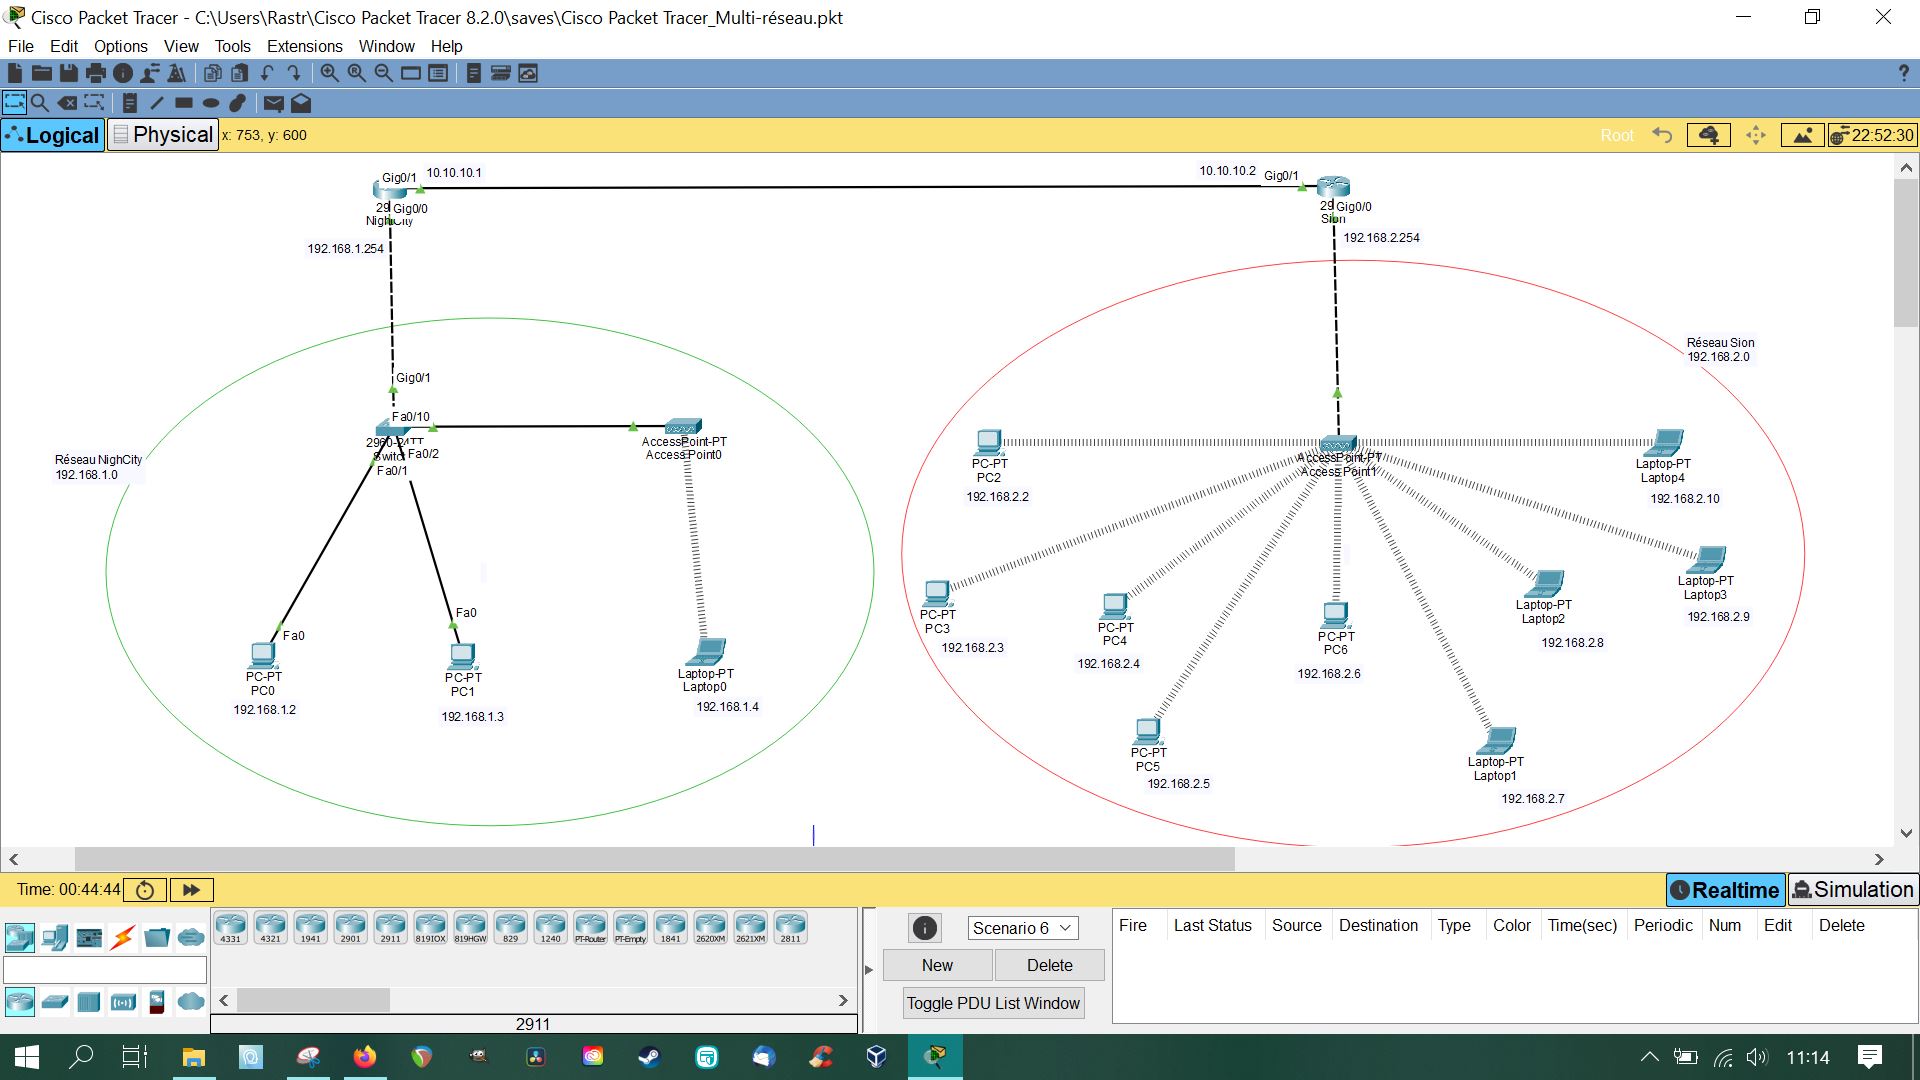 Cisco Packet Tracer - C:\Users\Rastr\Cisco Packet Tracer 8.2.0\saves\Cisco Packet Tracer_Multi-réseau.pkt
File Edit Options View Tools Extensions Window Help
?
Logical Physical x: 753, y: 600 Root 22:52:30
Gig0/1 10.10.10.1
29 Gig0/0
NighCity
192.168.1.254
10.10.10.2 Gig0/1
29 Gig0/0
Sion
192.168.2.254
Réseau NighCity
192.168.1.0
Gig0/1
Fa0/10
2960-24TT
Switch
Fa0/2
Fa0/1
AccessPoint-PT
Access Point0
Fa0
PC-PT
PC0
192.168.1.2
Fa0
PC-PT
PC1
192.168.1.3
Laptop-PT
Laptop0
192.168.1.4
Réseau Sion
192.168.2.0
AccessPoint-PT
Access Point1
PC-PT
PC2
192.168.2.2
PC-PT
PC3
192.168.2.3
PC-PT
PC4
192.168.2.4
PC-PT
PC5
192.168.2.5
PC-PT
PC6
192.168.2.6
Laptop-PT
Laptop1
192.168.2.7
Laptop-PT
Laptop2
192.168.2.8
Laptop-PT
Laptop3
192.168.2.9
Laptop-PT
Laptop4
192.168.2.10
Time: 00:44:44 Realtime Simulation
4331 4321 1941 2901 2911 819IOX 819HGW 829 1240 PT-Router PT-Empty 1841 2620XM 2621XM 2811
2911
Scenario 6
New Delete
Toggle PDU List Window
Fire Last Status Source Destination Type Color Time(sec) Periodic Num Edit Delete
11:14